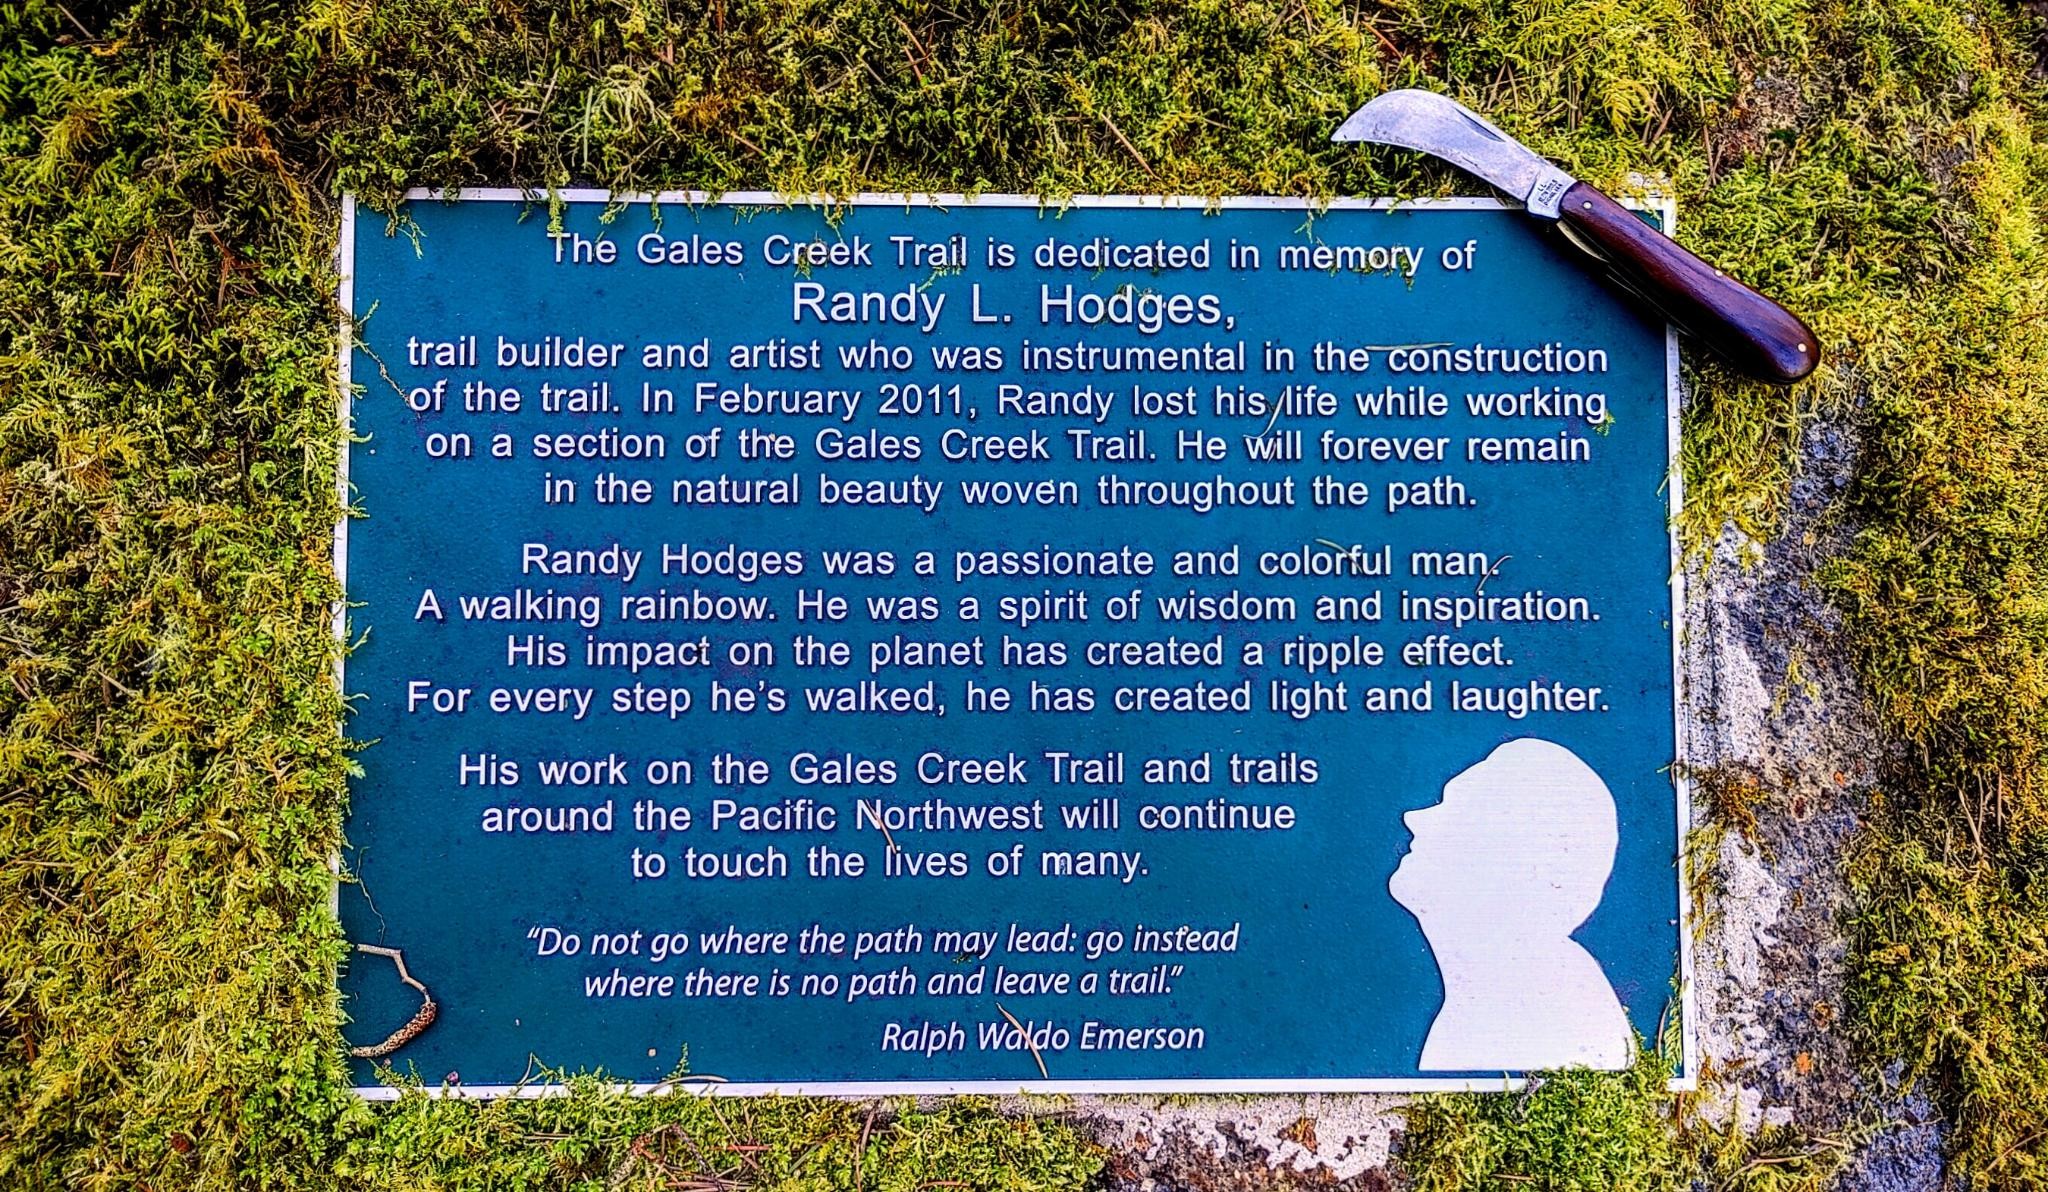 The Gales Creek Trail is dedicated in memory of
Randy L. Hodges,
trail builder and artist who was instrumental in the construction
of the trail. In February 2011, Randy lost his life while working
on a section of the Gales Creek Trail. He will forever remain
in the natural beauty woven throughout the path.
Randy Hodges was a passionate and colorful man.
A walking rainbow. He was a spirit of wisdom and inspiration.
His impact on the planet has created a ripple effect.
For every step he’s walked, he has created light and laughter.
His work on the Gales Creek Trail and trails
around the Pacific Northwest will continue
to touch the lives of many.
“Do not go where the path may lead: go instead
where there is no path and leave a trail.”
Ralph Waldo Emerson